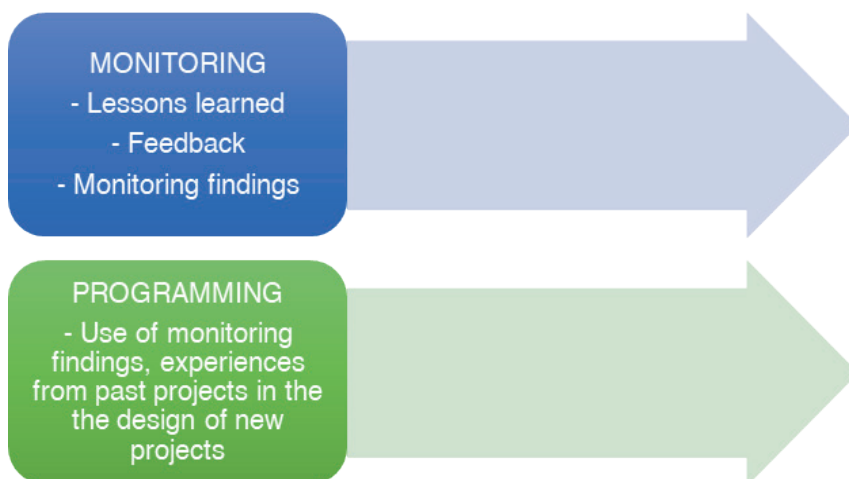 MONITORING
- Lessons learned
- Feedback
- Monitoring findings
PROGRAMMING
- Use of monitoring
findings, experiences
from past projects in the
the design of new
projects